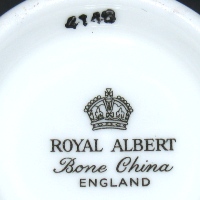 4148
ROYAL ALBERT
Bone China
ENGLAND